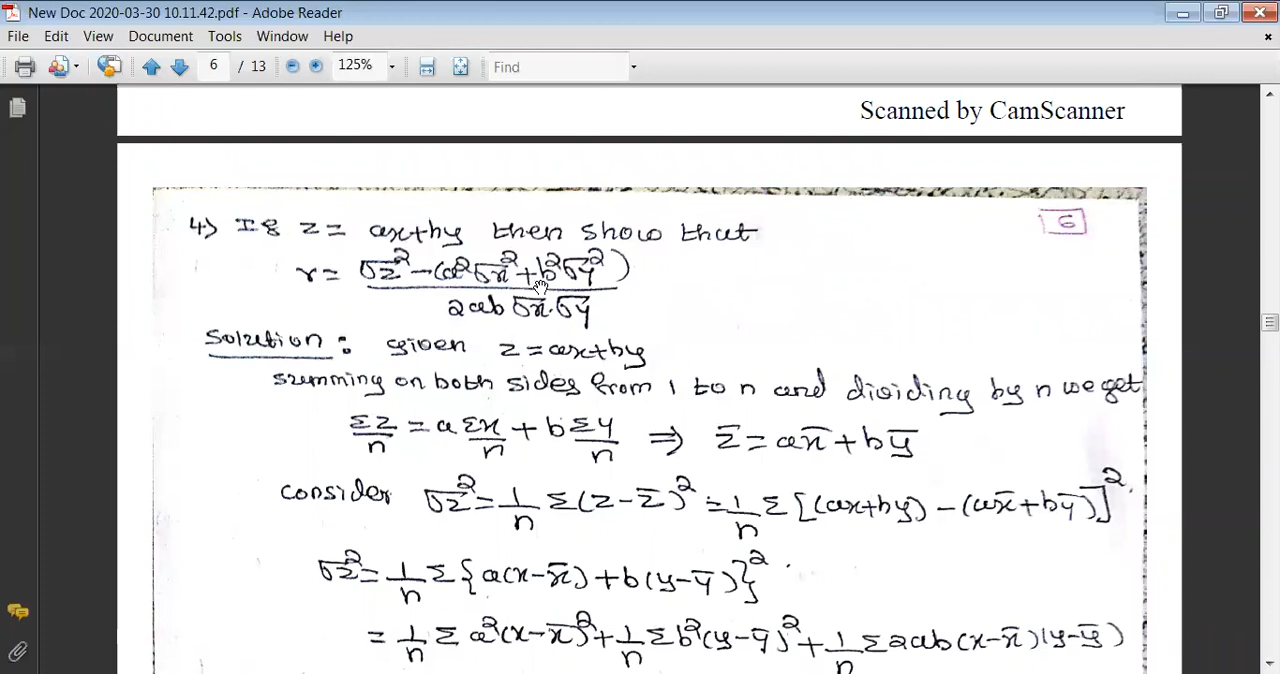 New Doc 2020-03-30 10.11.42.pdf - Adobe Reader
File Edit View Document Tools Window Help
6 / 13 125% Find
Scanned by CamScanner
6
4) If z = ax+by then show that
r = σz² - (a²σx² + b²σy²) / 2ab σx.σy
Solution: given z = ax+by
summing on both sides from 1 to n and dividing by n we get
Σz/n = a Σx/n + b Σy/n ⇒ z̄ = ax̄ + bȳ
consider σz² = 1/n Σ(z - z̄)² = 1/n Σ[(ax+by) - (ax̄+bȳ)]².
σz² = 1/n Σ{a(x-x̄) + b(y-ȳ)}².
= 1/n Σ a²(x-x̄)² + 1/n Σ b²(y-ȳ)² + 1/n Σ 2ab(x-x̄)(y-ȳ)